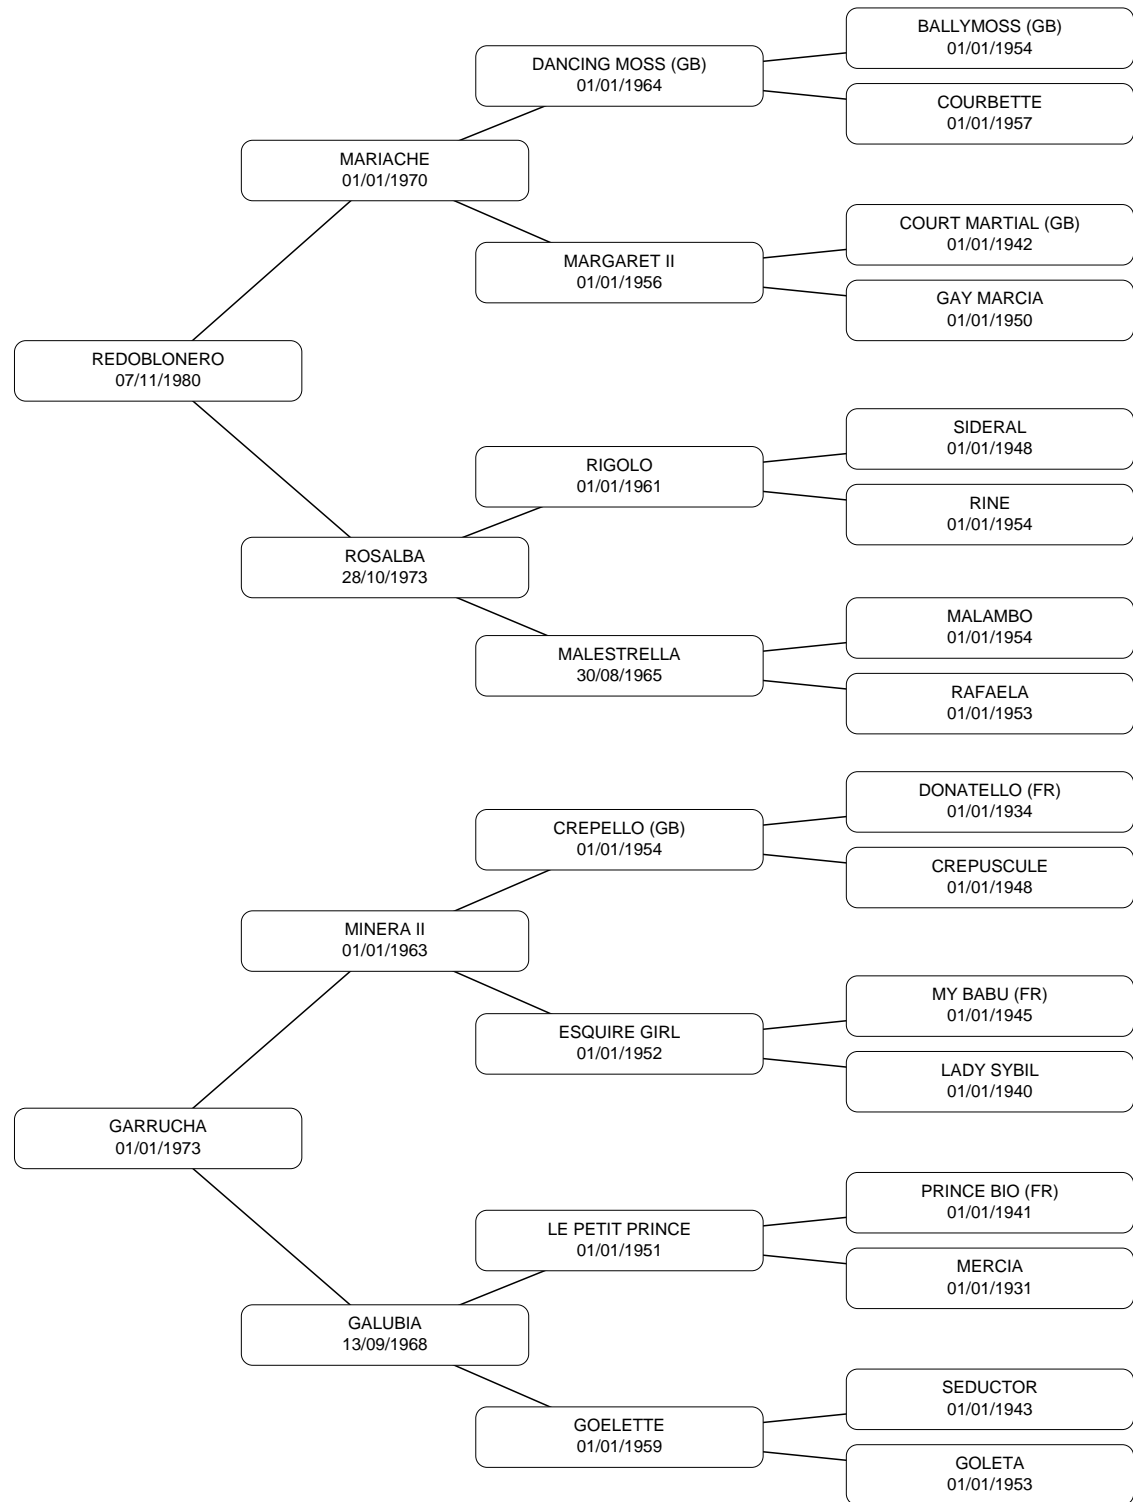 BALLYMOSS (GB)
01/01/1954
DANCING MOSS (GB)
01/01/1964
COURBETTE
01/01/1957
MARIACHE
01/01/1970
COURT MARTIAL (GB)
01/01/1942
MARGARET II
01/01/1956
GAY MARCIA
01/01/1950
REDOBLONERO
07/11/1980
SIDERAL
01/01/1948
RIGOLO
01/01/1961
RINE
01/01/1954
ROSALBA
28/10/1973
MALAMBO
01/01/1954
MALESTRELLA
30/08/1965
RAFAELA
01/01/1953
DONATELLO (FR)
01/01/1934
CREPELLO (GB)
01/01/1954
CREPUSCULE
01/01/1948
MINERA II
01/01/1963
MY BABU (FR)
01/01/1945
ESQUIRE GIRL
01/01/1952
LADY SYBIL
01/01/1940
GARRUCHA
01/01/1973
PRINCE BIO (FR)
01/01/1941
LE PETIT PRINCE
01/01/1951
MERCIA
01/01/1931
GALUBIA
13/09/1968
SEDUCTOR
01/01/1943
GOELETTE
01/01/1959
GOLETA
01/01/1953